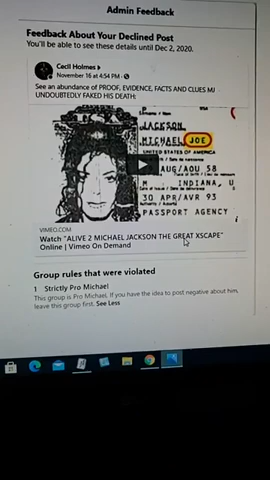 Admin Feedback
Feedback About Your Declined Post
You'll be able to see these details until Dec 2, 2020.
Cecil Holmes
November 16 at 4:54 PM ·
See an abundance of PROOF, EVIDENCE, FACTS AND CLUES MJ
UNDOUBTEDLY FAKED HIS DEATH:
USA
JACKSON
MICHAEL JOE
UNITED STATES OF AMERICA
AUG/AOU 58
M INDIANA, U
30 APR/AVR 93
PASSPORT AGENCY
VIMEO.COM
Watch "ALIVE 2 MICHAEL JACKSON THE GREAT XSCAPE"
Online | Vimeo On Demand
Group rules that were violated
1 Strictly Pro Michael
This group is Pro Michael. If you have the idea to post negative about him,
leave this group first. See Less